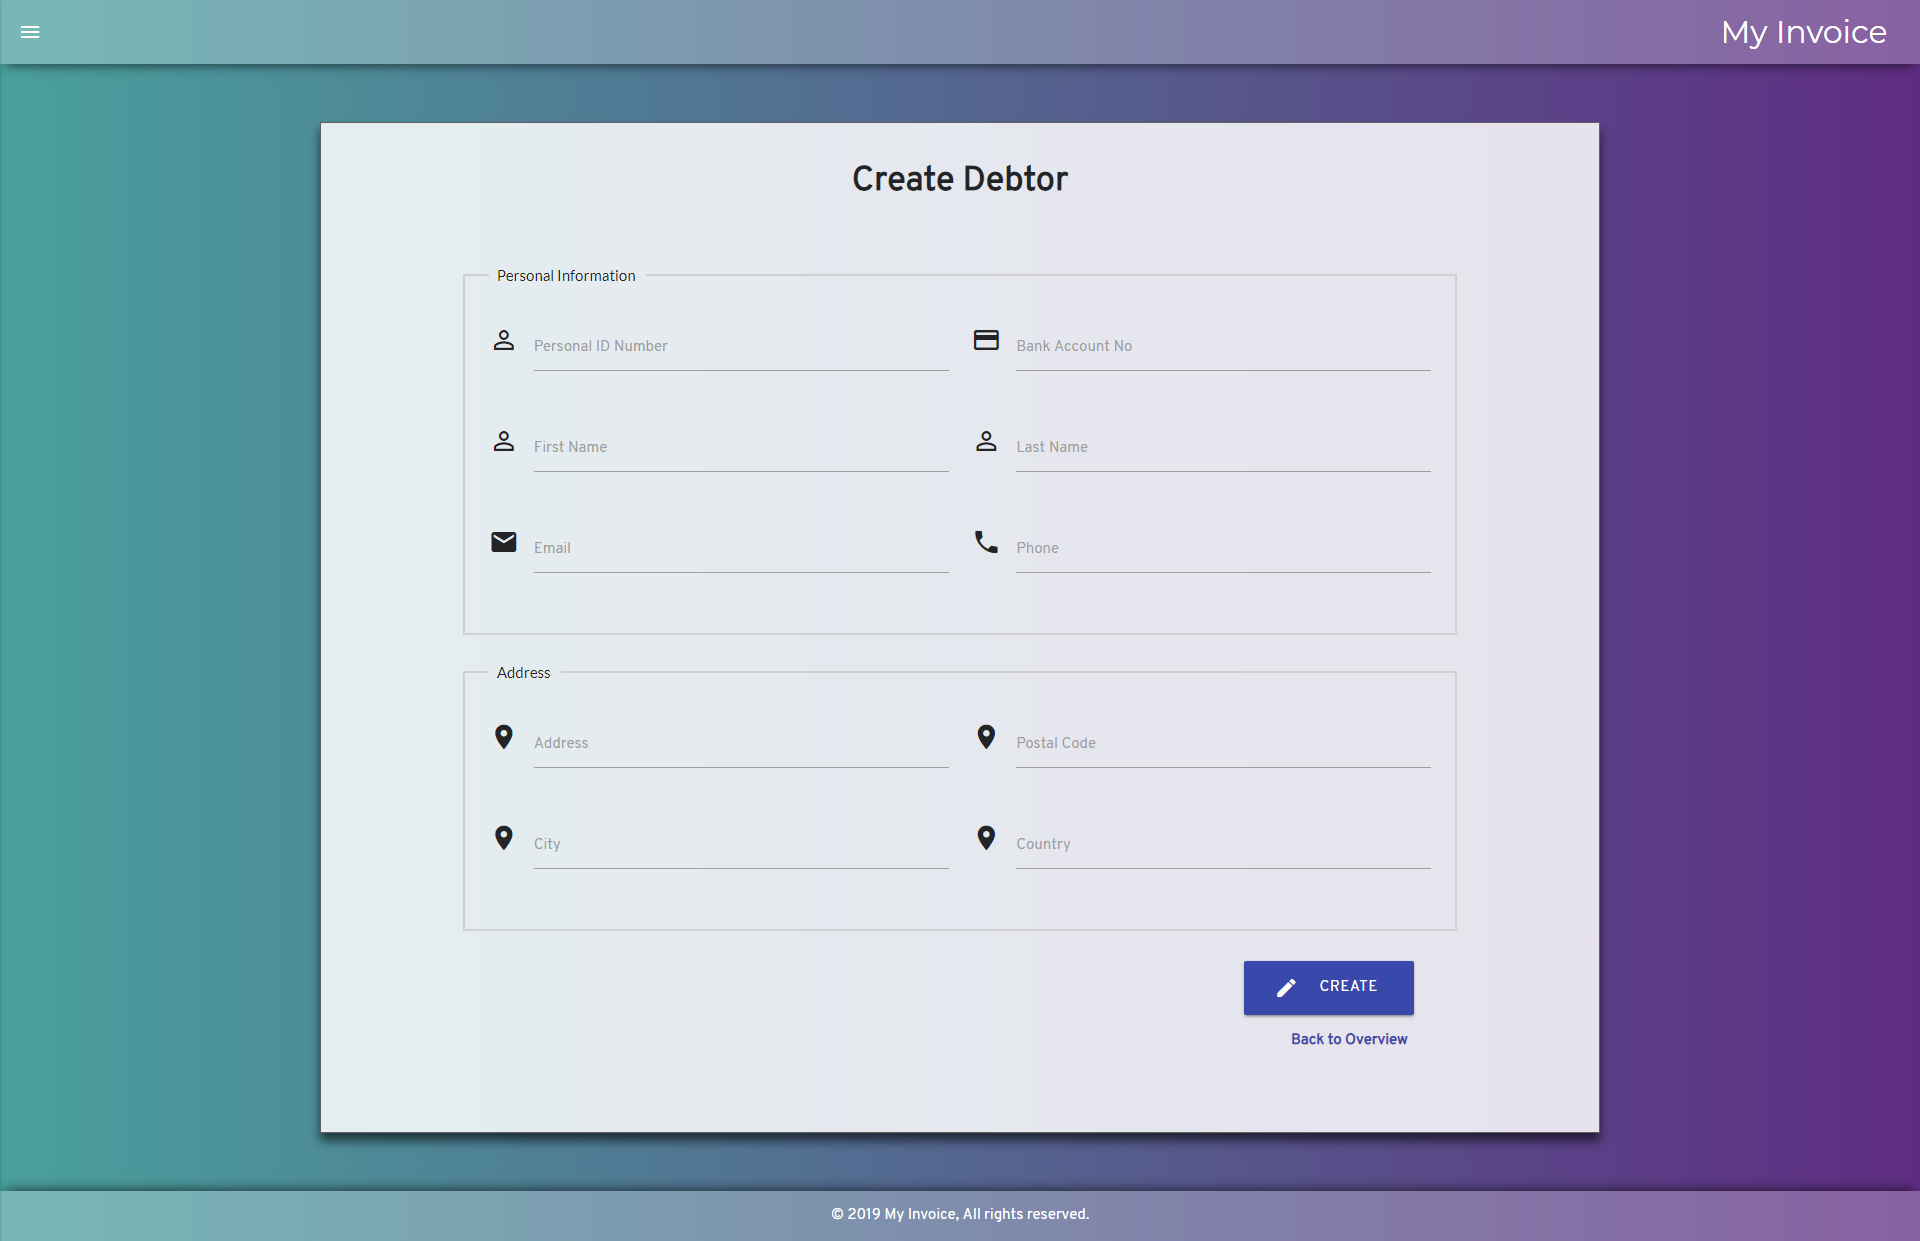 My Invoice
Create Debtor
Personal Information
Personal ID Number
Bank Account No
First Name
Last Name
Email
Phone
Address
Address
Postal Code
City
Country
CREATE
Back to Overview
© 2019 My Invoice, All rights reserved.